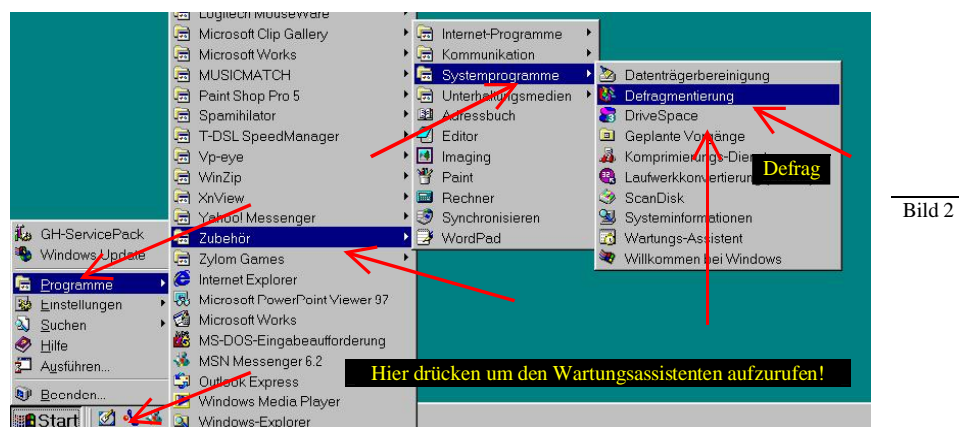 Logitech MouseWare
Microsoft Clip Gallery
Microsoft Works
MUSICMATCH
Paint Shop Pro 5
Spamihilator
T-DSL SpeedManager
Vp-eye
WinZip
XnView
Yahoo! Messenger
Zubehör
Zylom Games
Internet Explorer
Microsoft PowerPoint Viewer 97
Microsoft Works
MS-DOS-Eingabeaufforderung
MSN Messenger 6.2
Outlook Express
Windows Media Player
Windows-Explorer
Internet-Programme
Kommunikation
Systemprogramme
Unterhaltungsmedien
Adressbuch
Editor
Imaging
Paint
Rechner
Synchronisieren
WordPad
Datenträgerbereinigung
Defragmentierung
DriveSpace
Geplante Vorgänge
Komprimierungs-Dienst
Laufwerkkonvertierung
ScanDisk
Systeminformationen
Wartungs-Assistent
Willkommen bei Windows
Defrag
Bild 2
GH-ServicePack
Windows Update
Programme
Einstellungen
Suchen
Hilfe
Ausführen...
Beenden...
Start
Hier drücken um den Wartungsassistenten aufzurufen!